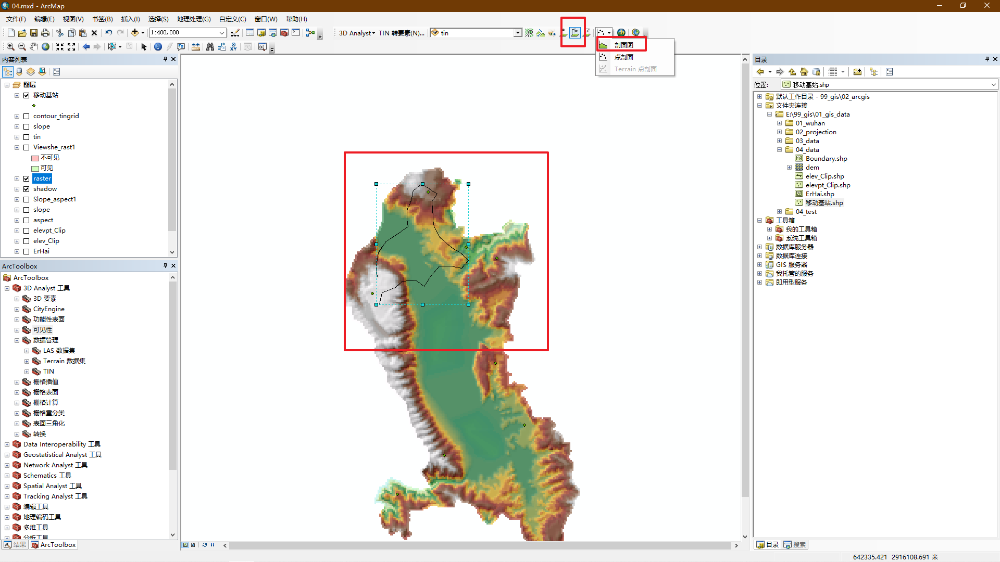 04.mxd - ArcMap
文件(F) 编辑(E) 视图(V) 书签(B) 插入(I) 选择(S) 地理处理(G) 自定义(C) 窗口(W) 帮助(H)
1:400,000
3D Analyst TIN 转要素(N)... tin
剖面图
点剖面
Terrain 点剖面
内容列表
图层
移动基站
contour_tingrid
slope
tin
Viewshe_rast1
不可见
可见
raster
shadow
Slope_aspect1
slope
aspect
elevpt_Clip
elev_Clip
ErHai
ArcToolbox
ArcToolbox
3D Analyst 工具
3D 要素
CityEngine
功能性表面
可见性
数据管理
LAS 数据集
Terrain 数据集
TIN
栅格插值
栅格表面
栅格计算
栅格重分类
表面三角化
转换
Data Interoperability 工具
Geostatistical Analyst 工具
Network Analyst 工具
Schematics 工具
Spatial Analyst 工具
Tracking Analyst 工具
编辑工具
地理编码工具
多维工具
分析工具
结果 ArcToolbox
目录
位置: 移动基站.shp
默认工作目录 - 99_gis\02_arcgis
文件夹连接
E:\99_gis\01_gis_data
01_wuhan
02_projection
03_data
04_data
Boundary.shp
dem
elev_Clip.shp
elevpt_Clip.shp
ErHai.shp
移动基站.shp
04_test
工具箱
我的工具箱
系统工具箱
数据库服务器
数据库连接
GIS 服务器
我托管的服务
即用型服务
目录 搜索
642335.421 2916108.691 米